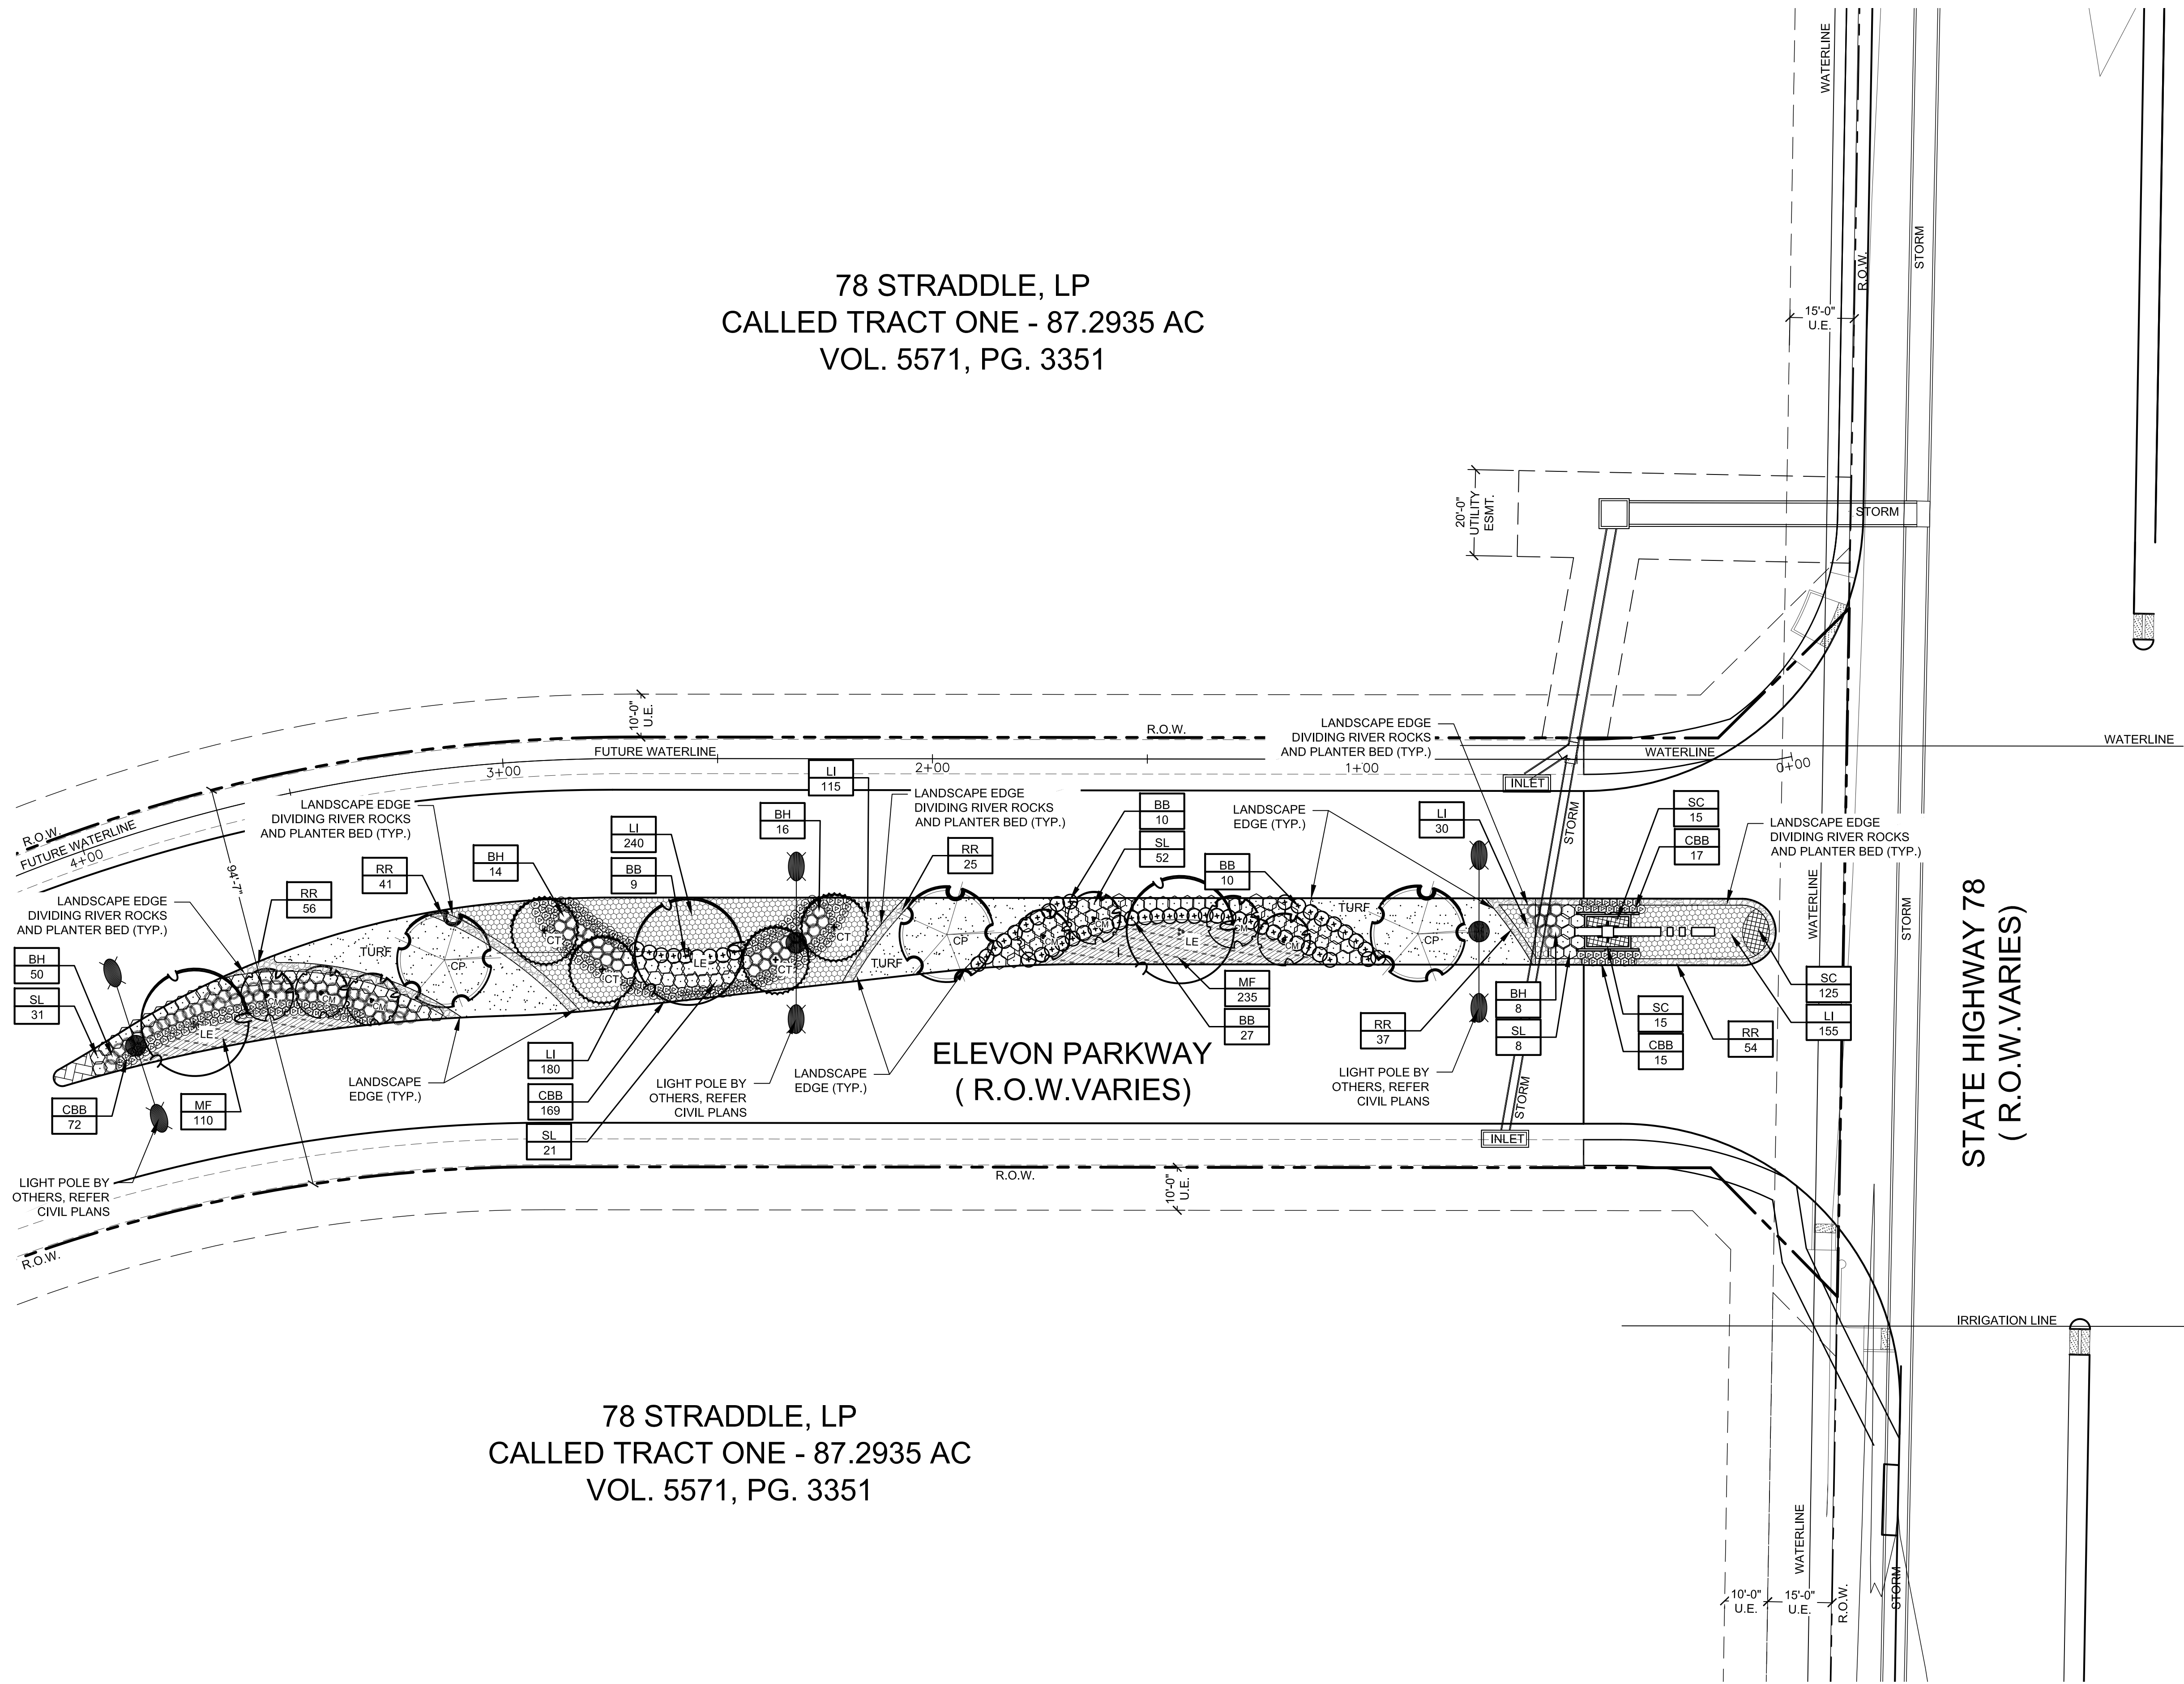 WATERLINE
STORM
R.O.W.
78 STRADDLE, LP
CALLED TRACT ONE - 87.2935 AC
VOL. 5571, PG. 3351
15'-0"
U.E.
20'-0"
UTILITY
ESMT.
STORM
10'-0"
U.E.
R.O.W.
LANDSCAPE EDGE
DIVIDING RIVER ROCKS
AND PLANTER BED (TYP.)
FUTURE WATERLINE
WATERLINE
WATERLINE
3+00
2+00
1+00
0+00
INLET
LI
115
LANDSCAPE EDGE
DIVIDING RIVER ROCKS
AND PLANTER BED (TYP.)
LANDSCAPE EDGE
DIVIDING RIVER ROCKS
AND PLANTER BED (TYP.)
BB
10
SL
52
LANDSCAPE
EDGE (TYP.)
LI
30
STORM
SC
15
CBB
17
LANDSCAPE EDGE
DIVIDING RIVER ROCKS
AND PLANTER BED (TYP.)
R.O.W.
FUTURE WATERLINE
4+00
94'-7"
BH
16
LI
240
BB
9
BH
14
RR
41
RR
25
BB
10
RR
56
LANDSCAPE EDGE
DIVIDING RIVER ROCKS
AND PLANTER BED (TYP.)
WATERLINE
STORM
STATE HIGHWAY 78
( R.O.W.VARIES)
TURF
CP
CT
CT
LE
CT
CT
TURF
CP
CM
CM
LE
CM
CM
TURF
CP
BH
50
SL
31
LE
CM
CM
CM
MF
235
BB
27
BH
8
SL
8
SC
125
LI
155
RR
37
SC
15
CBB
15
RR
54
ELEVON PARKWAY
( R.O.W.VARIES)
LI
180
CBB
169
SL
21
LANDSCAPE
EDGE (TYP.)
LIGHT POLE BY
OTHERS, REFER
CIVIL PLANS
LANDSCAPE
EDGE (TYP.)
LIGHT POLE BY
OTHERS, REFER
CIVIL PLANS
CBB
72
MF
110
STORM
INLET
LIGHT POLE BY
OTHERS, REFER
CIVIL PLANS
R.O.W.
10'-0"
U.E.
R.O.W.
IRRIGATION LINE
78 STRADDLE, LP
CALLED TRACT ONE - 87.2935 AC
VOL. 5571, PG. 3351
WATERLINE
STORM
10'-0"
U.E.
15'-0"
U.E.
R.O.W.